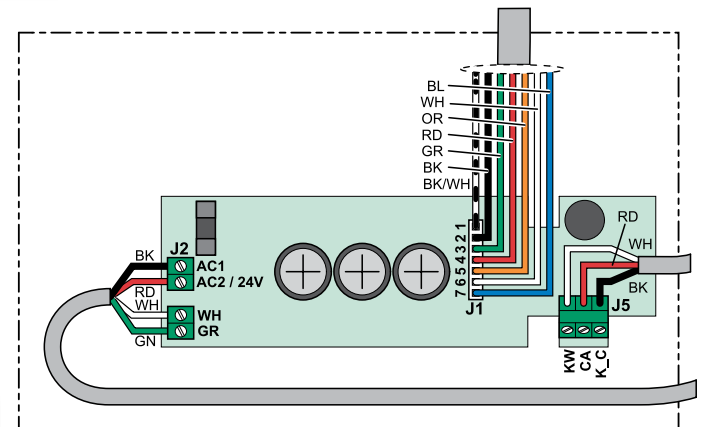 BL
WH
OR
RD
GR
BK
BK/WH
7 6 5 4 3 2 1
J1
RD
WH
BK
J5
KW
CA
K_C
BK
RD
WH
GN
J2
AC1
AC2 / 24V
WH
GR